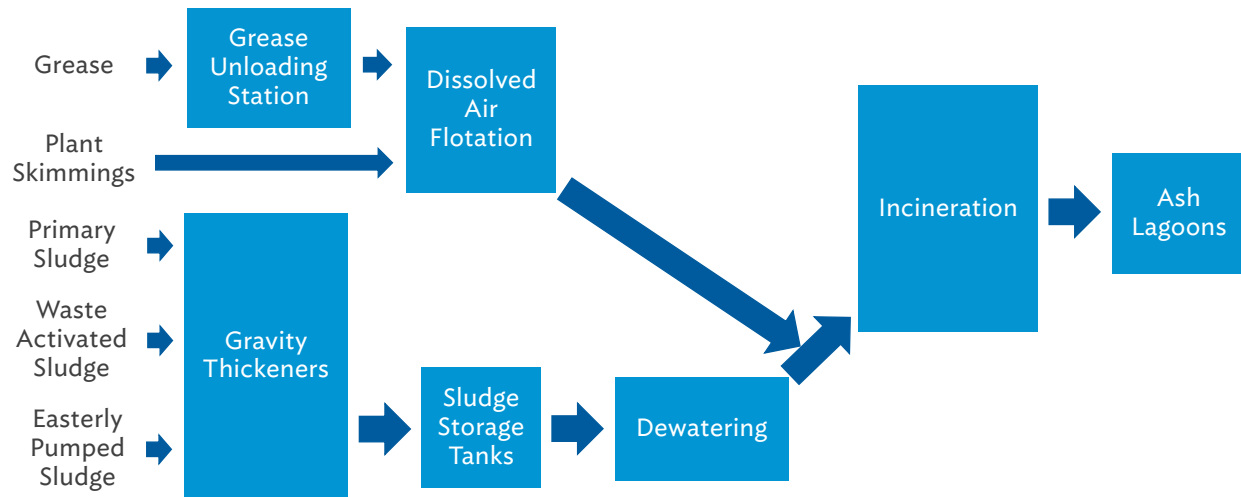 Grease
Grease
Unloading
Station
Dissolved
Air
Flotation
Plant
Skimmings
Primary
Sludge
Waste
Activated
Sludge
Easterly
Pumped
Sludge
Gravity
Thickeners
Sludge
Storage
Tanks
Dewatering
Incineration
Ash
Lagoons